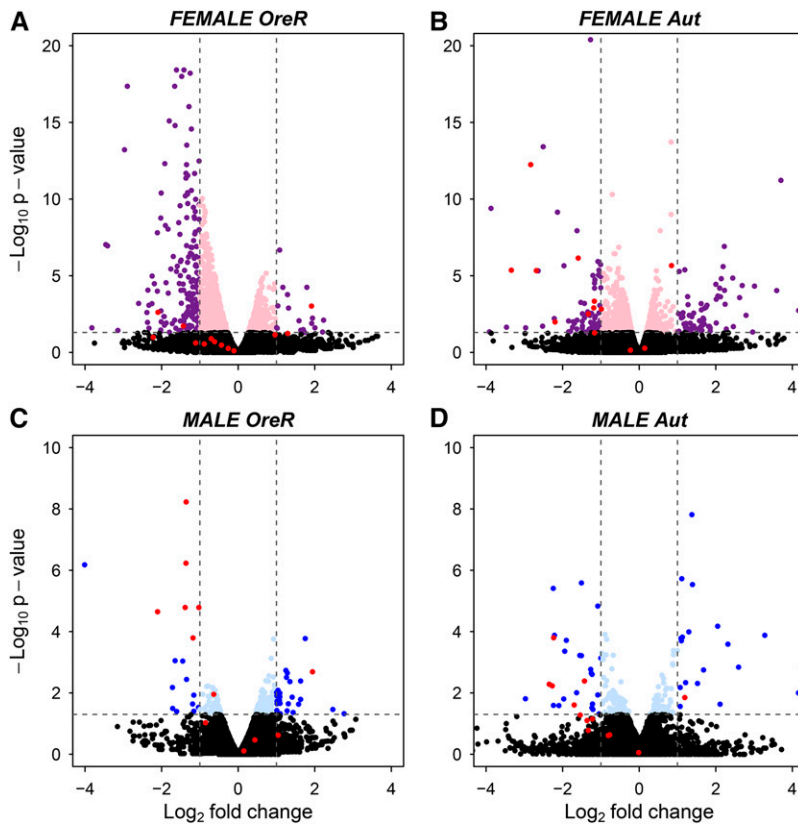 A FEMALE OreR
B FEMALE Aut
20
15
10
5
0
−4 −2 0 2 4
20
15
10
5
0
−4 −2 0 2 4
−Log10 p − value
C MALE OreR
D MALE Aut
10
8
6
4
2
0
−4 −2 0 2 4
10
8
6
4
2
0
−4 −2 0 2 4
−Log10 p − value
Log2 fold change
Log2 fold change